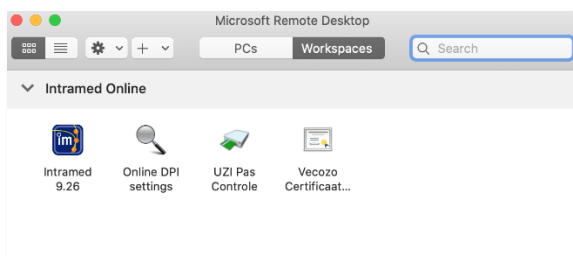 Microsoft Remote Desktop
PCs
Workspaces
Search
Intramed Online
im
Intramed
9.26
Online DPI
settings
UZI Pas
Controle
Vecozo
Certificaat...